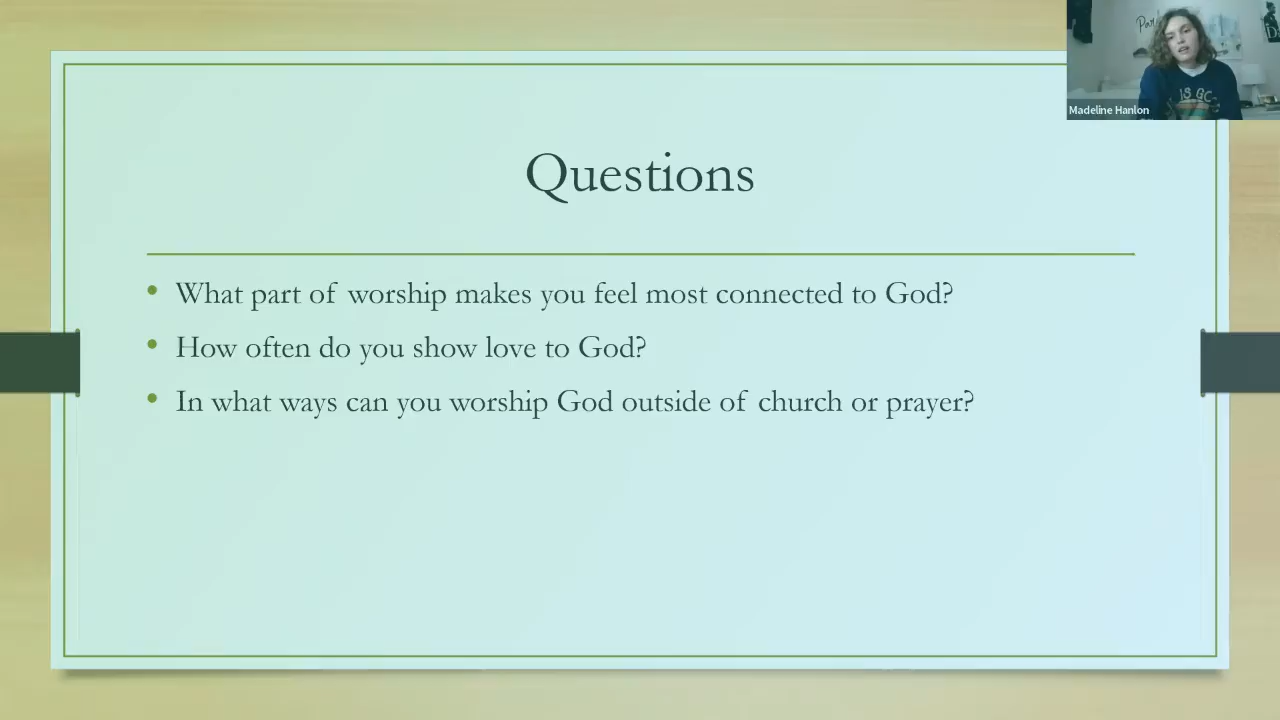 Madeline Hanlon
Questions
• What part of worship makes you feel most connected to God?
• How often do you show love to God?
• In what ways can you worship God outside of church or prayer?